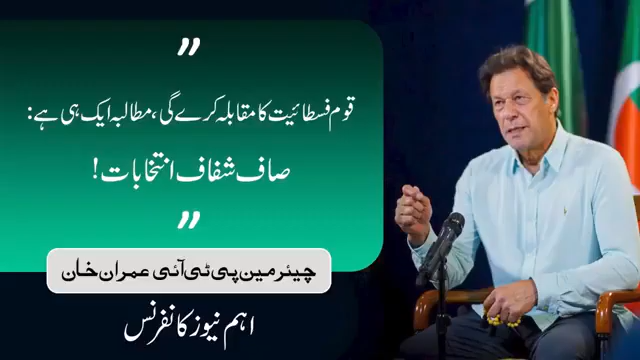 ”
قوم فسطائیت کا مقابلہ کرے گی، مطالبہ ایک ہی ہے:
صاف شفاف انتخابات!
”
چیئرمین پی ٹی آئی عمران خان
اہم نیوز کانفرنس